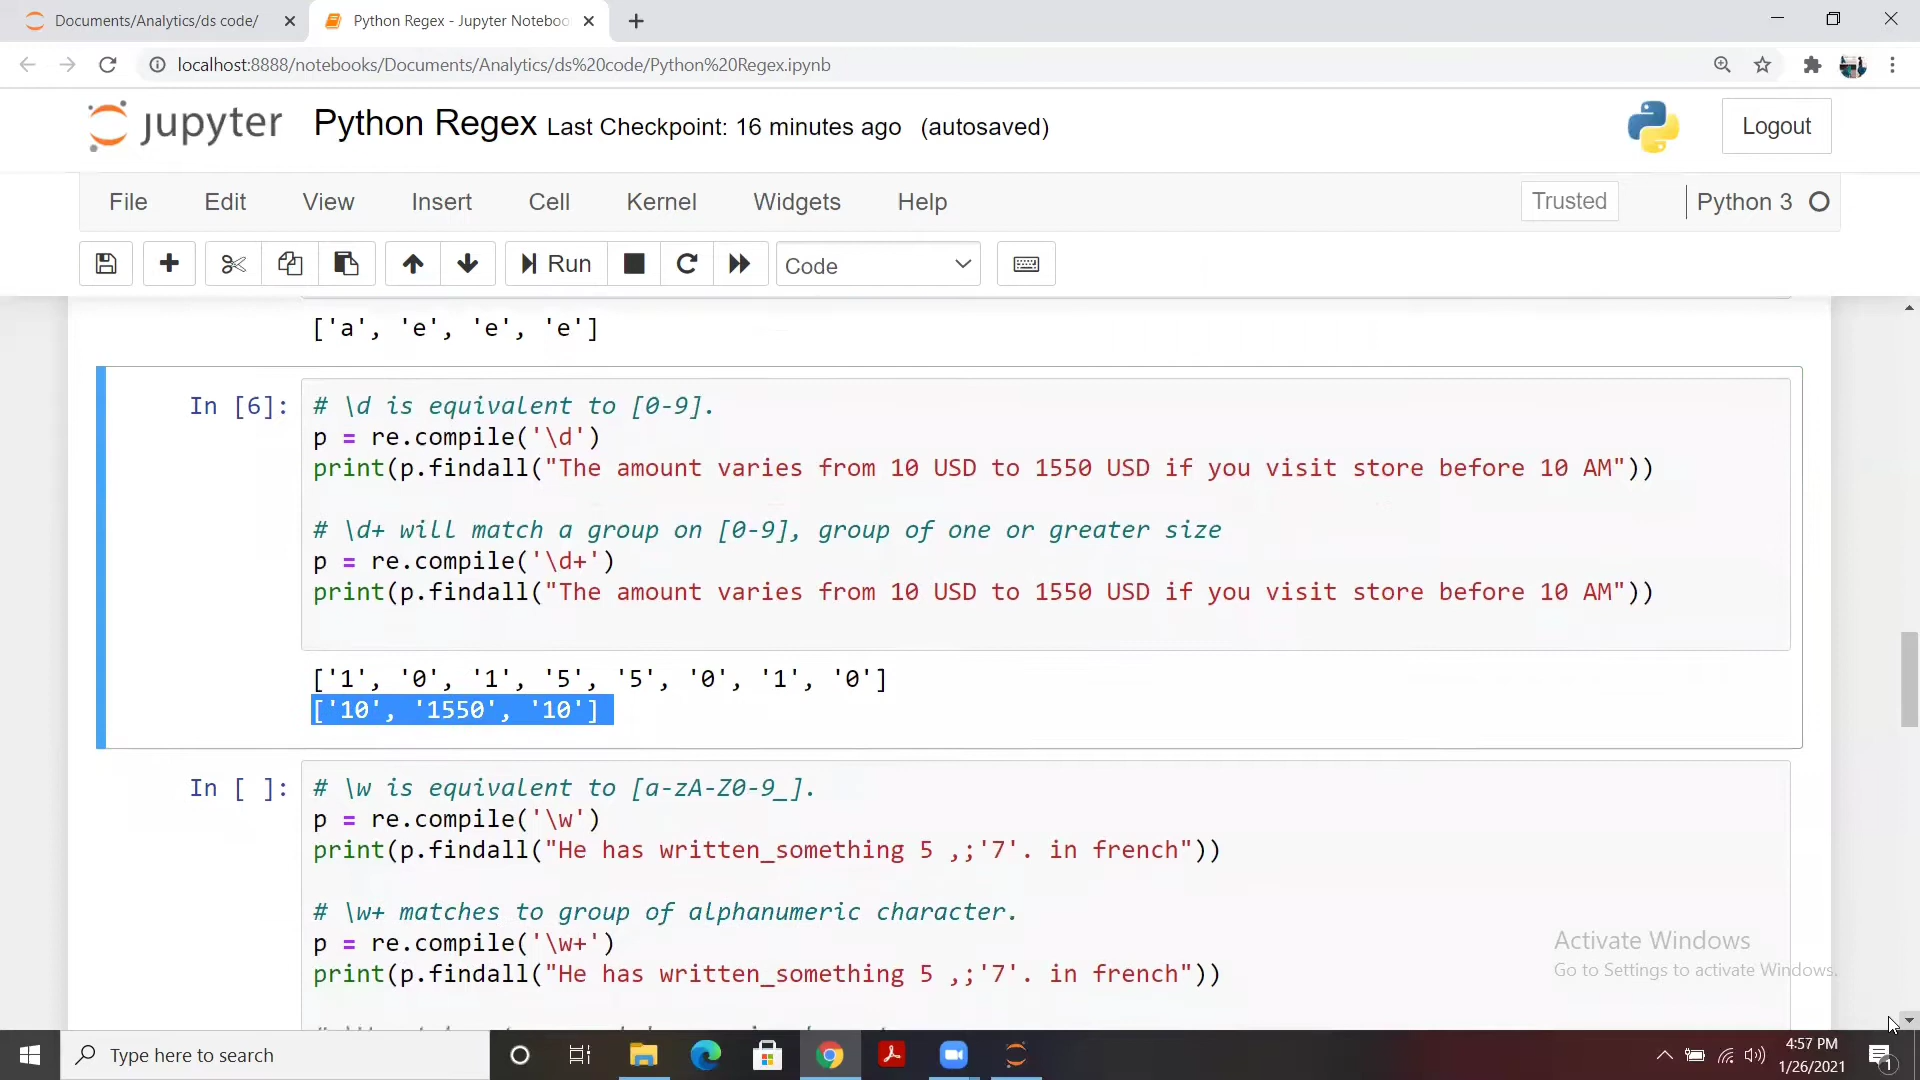 Documents/Analytics/ds code/
Python Regex - Jupyter Noteboo
localhost:8888/notebooks/Documents/Analytics/ds%20code/Python%20Regex.ipynb
jupyter Python Regex Last Checkpoint: 16 minutes ago (autosaved)
Logout
File Edit View Insert Cell Kernel Widgets Help
Trusted
Python 3
Run
Code
['a', 'e', 'e', 'e']
In [6]:
# \d is equivalent to [0-9].
p = re.compile('\d')
print(p.findall("The amount varies from 10 USD to 1550 USD if you visit store before 10 AM"))
# \d+ will match a group on [0-9], group of one or greater size
p = re.compile('\d+')
print(p.findall("The amount varies from 10 USD to 1550 USD if you visit store before 10 AM"))
['1', '0', '1', '5', '5', '0', '1', '0']
['10', '1550', '10']
In [ ]:
# \w is equivalent to [a-zA-Z0-9_].
p = re.compile('\w')
print(p.findall("He has written_something 5 ,;'7'. in french"))
# \w+ matches to group of alphanumeric character.
p = re.compile('\w+')
print(p.findall("He has written_something 5 ,;'7'. in french"))
Activate Windows
Go to Settings to activate Windows.
Type here to search
4:57 PM
1/26/2021
1